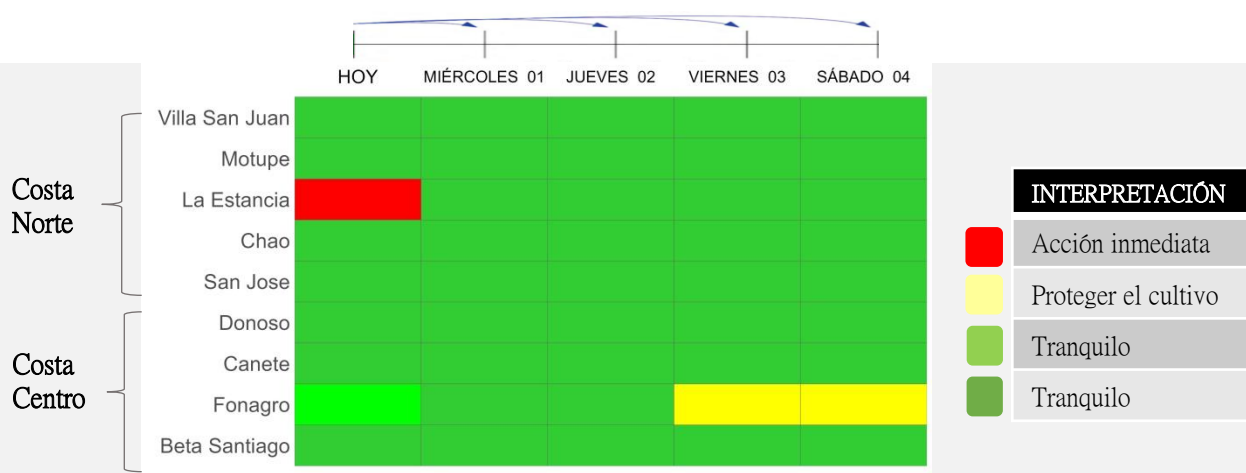 HOY MIÉRCOLES 01 JUEVES 02 VIERNES 03 SÁBADO 04
Costa
Norte
Villa San Juan
Motupe
La Estancia
Chao
San Jose
Costa
Centro
Donoso
Canete
Fonagro
Beta Santiago
INTERPRETACIÓN
Acción inmediata
Proteger el cultivo
Tranquilo
Tranquilo